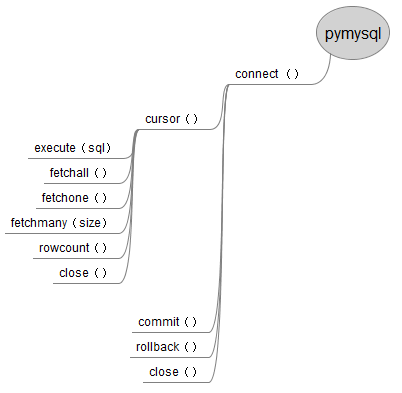 pymysql
connect（）
cursor（）
execute（sql）
fetchall（）
fetchone（）
fetchmany（size）
rowcount（）
close（）
commit（）
rollback（）
close（）